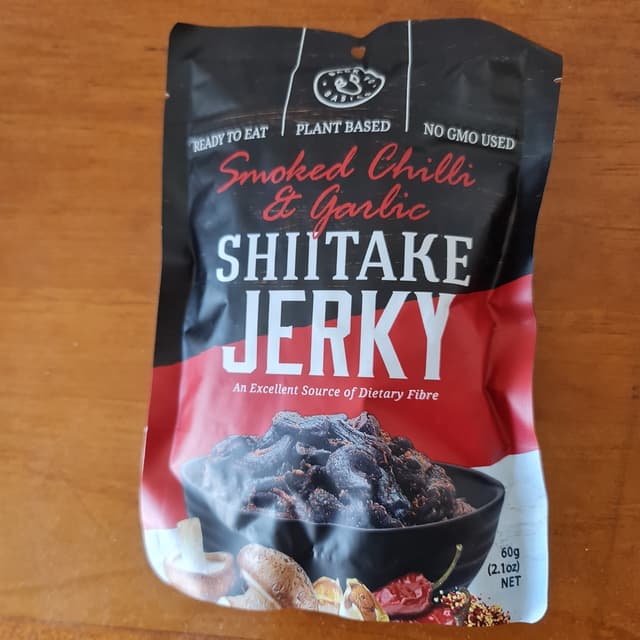 READY TO EAT
PLANT BASED
NO GMO USED
Smoked Chilli
& Garlic
SHIITAKE
JERKY
An Excellent Source of Dietary Fibre
60g
(2.1oz)
NET